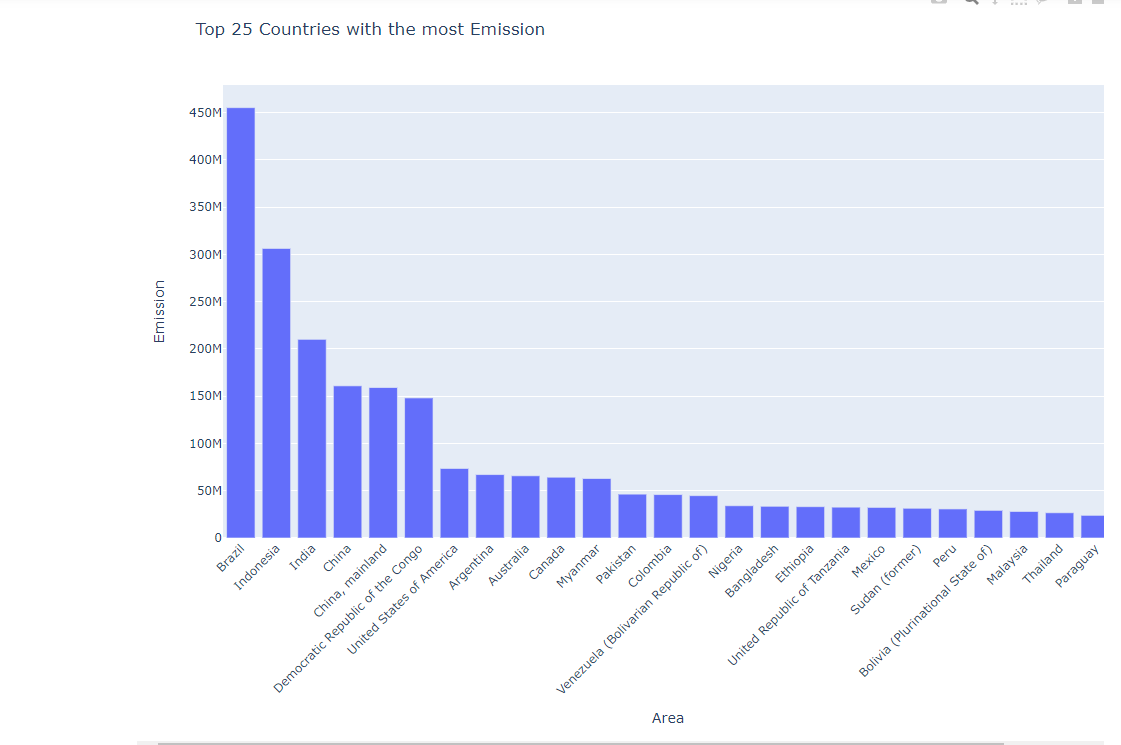 Top 25 Countries with the most Emission
450M
400M
350M
300M
250M
200M
150M
100M
50M
0
Emission
Brazil
Indonesia
India
China
China, mainland
Democratic Republic of the Congo
United States of America
Argentina
Australia
Canada
Myanmar
Pakistan
Colombia
Venezuela (Bolivarian Republic of)
Nigeria
Bangladesh
Ethiopia
United Republic of Tanzania
Mexico
Sudan (former)
Peru
Bolivia (Plurinational State of)
Malaysia
Thailand
Paraguay
Area